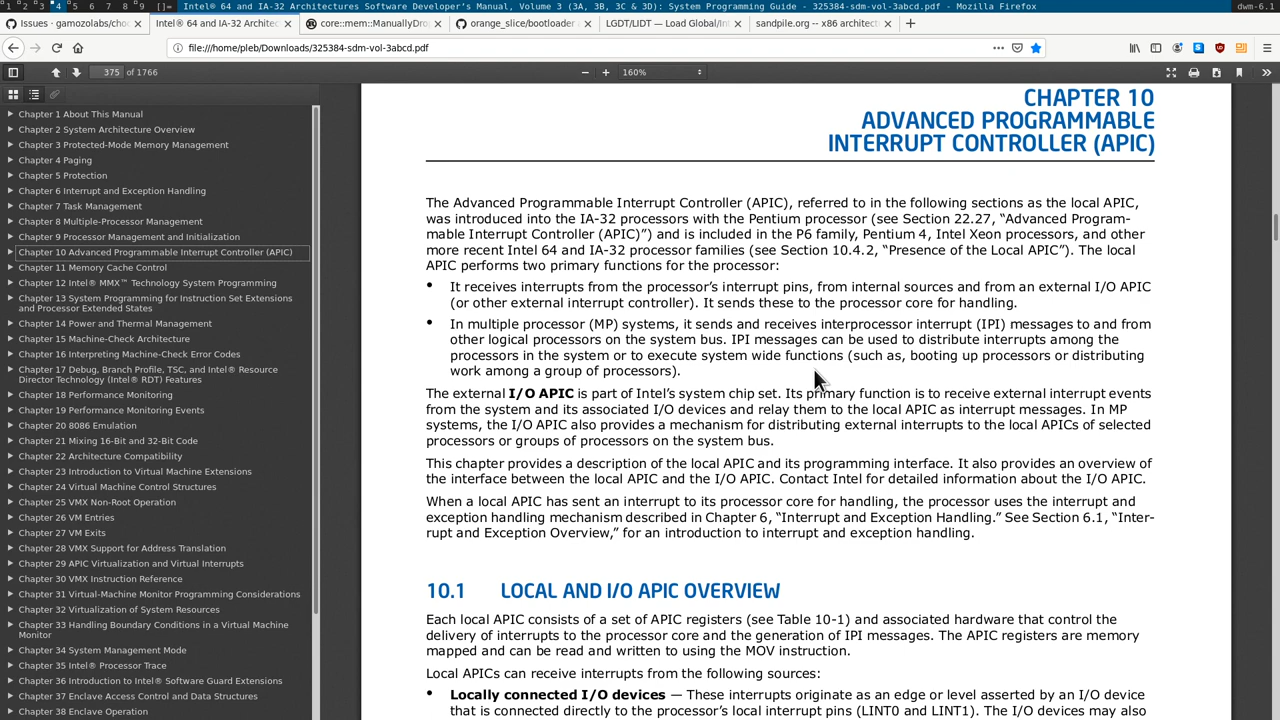 1 2 3 4 5 6 7 8 9 []= Intel® 64 and IA-32 Architectures Software Developer's Manual, Volume 3 (3A, 3B, 3C & 3D): System Programming Guide - 325384-sdm-vol-3abcd.pdf - Mozilla Firefox dwm-6.1
Issues · gamozolabs/choc Intel® 64 and IA-32 Architec core::mem::ManuallyDro orange_slice/bootloader LGDT/LIDT — Load Global/In sandpile.org -- x86 architect
file:///home/pleb/Downloads/325384-sdm-vol-3abcd.pdf
375 of 1766 160%
Chapter 1 About This Manual
Chapter 2 System Architecture Overview
Chapter 3 Protected-Mode Memory Management
Chapter 4 Paging
Chapter 5 Protection
Chapter 6 Interrupt and Exception Handling
Chapter 7 Task Management
Chapter 8 Multiple-Processor Management
Chapter 9 Processor Management and Initialization
Chapter 10 Advanced Programmable Interrupt Controller (APIC)
Chapter 11 Memory Cache Control
Chapter 12 Intel® MMX™ Technology System Programming
Chapter 13 System Programming for Instruction Set Extensions
and Processor Extended States
Chapter 14 Power and Thermal Management
Chapter 15 Machine-Check Architecture
Chapter 16 Interpreting Machine-Check Error Codes
Chapter 17 Debug, Branch Profile, TSC, and Intel® Resource
Director Technology (Intel® RDT) Features
Chapter 18 Performance Monitoring
Chapter 19 Performance Monitoring Events
Chapter 20 8086 Emulation
Chapter 21 Mixing 16-Bit and 32-Bit Code
Chapter 22 Architecture Compatibility
Chapter 23 Introduction to Virtual Machine Extensions
Chapter 24 Virtual Machine Control Structures
Chapter 25 VMX Non-Root Operation
Chapter 26 VM Entries
Chapter 27 VM Exits
Chapter 28 VMX Support for Address Translation
Chapter 29 APIC Virtualization and Virtual Interrupts
Chapter 30 VMX Instruction Reference
Chapter 31 Virtual-Machine Monitor Programming Considerations
Chapter 32 Virtualization of System Resources
Chapter 33 Handling Boundary Conditions in a Virtual Machine
Monitor
Chapter 34 System Management Mode
Chapter 35 Intel® Processor Trace
Chapter 36 Introduction to Intel® Software Guard Extensions
Chapter 37 Enclave Access Control and Data Structures
Chapter 38 Enclave Operation
CHAPTER 10
ADVANCED PROGRAMMABLE
INTERRUPT CONTROLLER (APIC)
The Advanced Programmable Interrupt Controller (APIC), referred to in the following sections as the local APIC,
was introduced into the IA-32 processors with the Pentium processor (see Section 22.27, “Advanced Program-
mable Interrupt Controller (APIC)”) and is included in the P6 family, Pentium 4, Intel Xeon processors, and other
more recent Intel 64 and IA-32 processor families (see Section 10.4.2, “Presence of the Local APIC”). The local
APIC performs two primary functions for the processor:
• It receives interrupts from the processor’s interrupt pins, from internal sources and from an external I/O APIC
(or other external interrupt controller). It sends these to the processor core for handling.
• In multiple processor (MP) systems, it sends and receives interprocessor interrupt (IPI) messages to and from
other logical processors on the system bus. IPI messages can be used to distribute interrupts among the
processors in the system or to execute system wide functions (such as, booting up processors or distributing
work among a group of processors).
The external I/O APIC is part of Intel’s system chip set. Its primary function is to receive external interrupt events
from the system and its associated I/O devices and relay them to the local APIC as interrupt messages. In MP
systems, the I/O APIC also provides a mechanism for distributing external interrupts to the local APICs of selected
processors or groups of processors on the system bus.
This chapter provides a description of the local APIC and its programming interface. It also provides an overview of
the interface between the local APIC and the I/O APIC. Contact Intel for detailed information about the I/O APIC.
When a local APIC has sent an interrupt to its processor core for handling, the processor uses the interrupt and
exception handling mechanism described in Chapter 6, “Interrupt and Exception Handling.” See Section 6.1, “Inter-
rupt and Exception Overview,” for an introduction to interrupt and exception handling.
10.1 LOCAL AND I/O APIC OVERVIEW
Each local APIC consists of a set of APIC registers (see Table 10-1) and associated hardware that control the
delivery of interrupts to the processor core and the generation of IPI messages. The APIC registers are memory
mapped and can be read and written to using the MOV instruction.
Local APICs can receive interrupts from the following sources:
• Locally connected I/O devices — These interrupts originate as an edge or level asserted by an I/O device
that is connected directly to the processor’s local interrupt pins (LINT0 and LINT1). The I/O devices may also